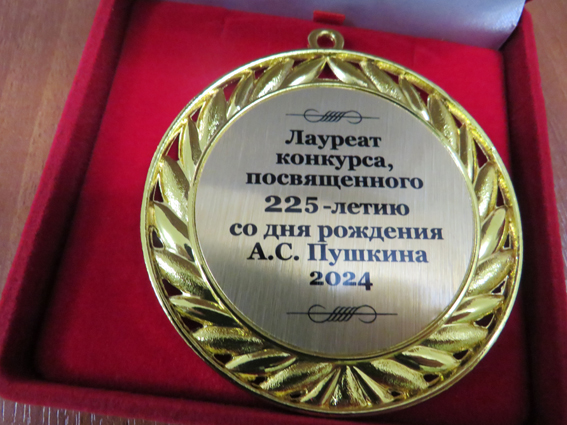 Лауреат
конкурса,
посвященного
225-летию
со дня рождения
А.С. Пушкина
2024